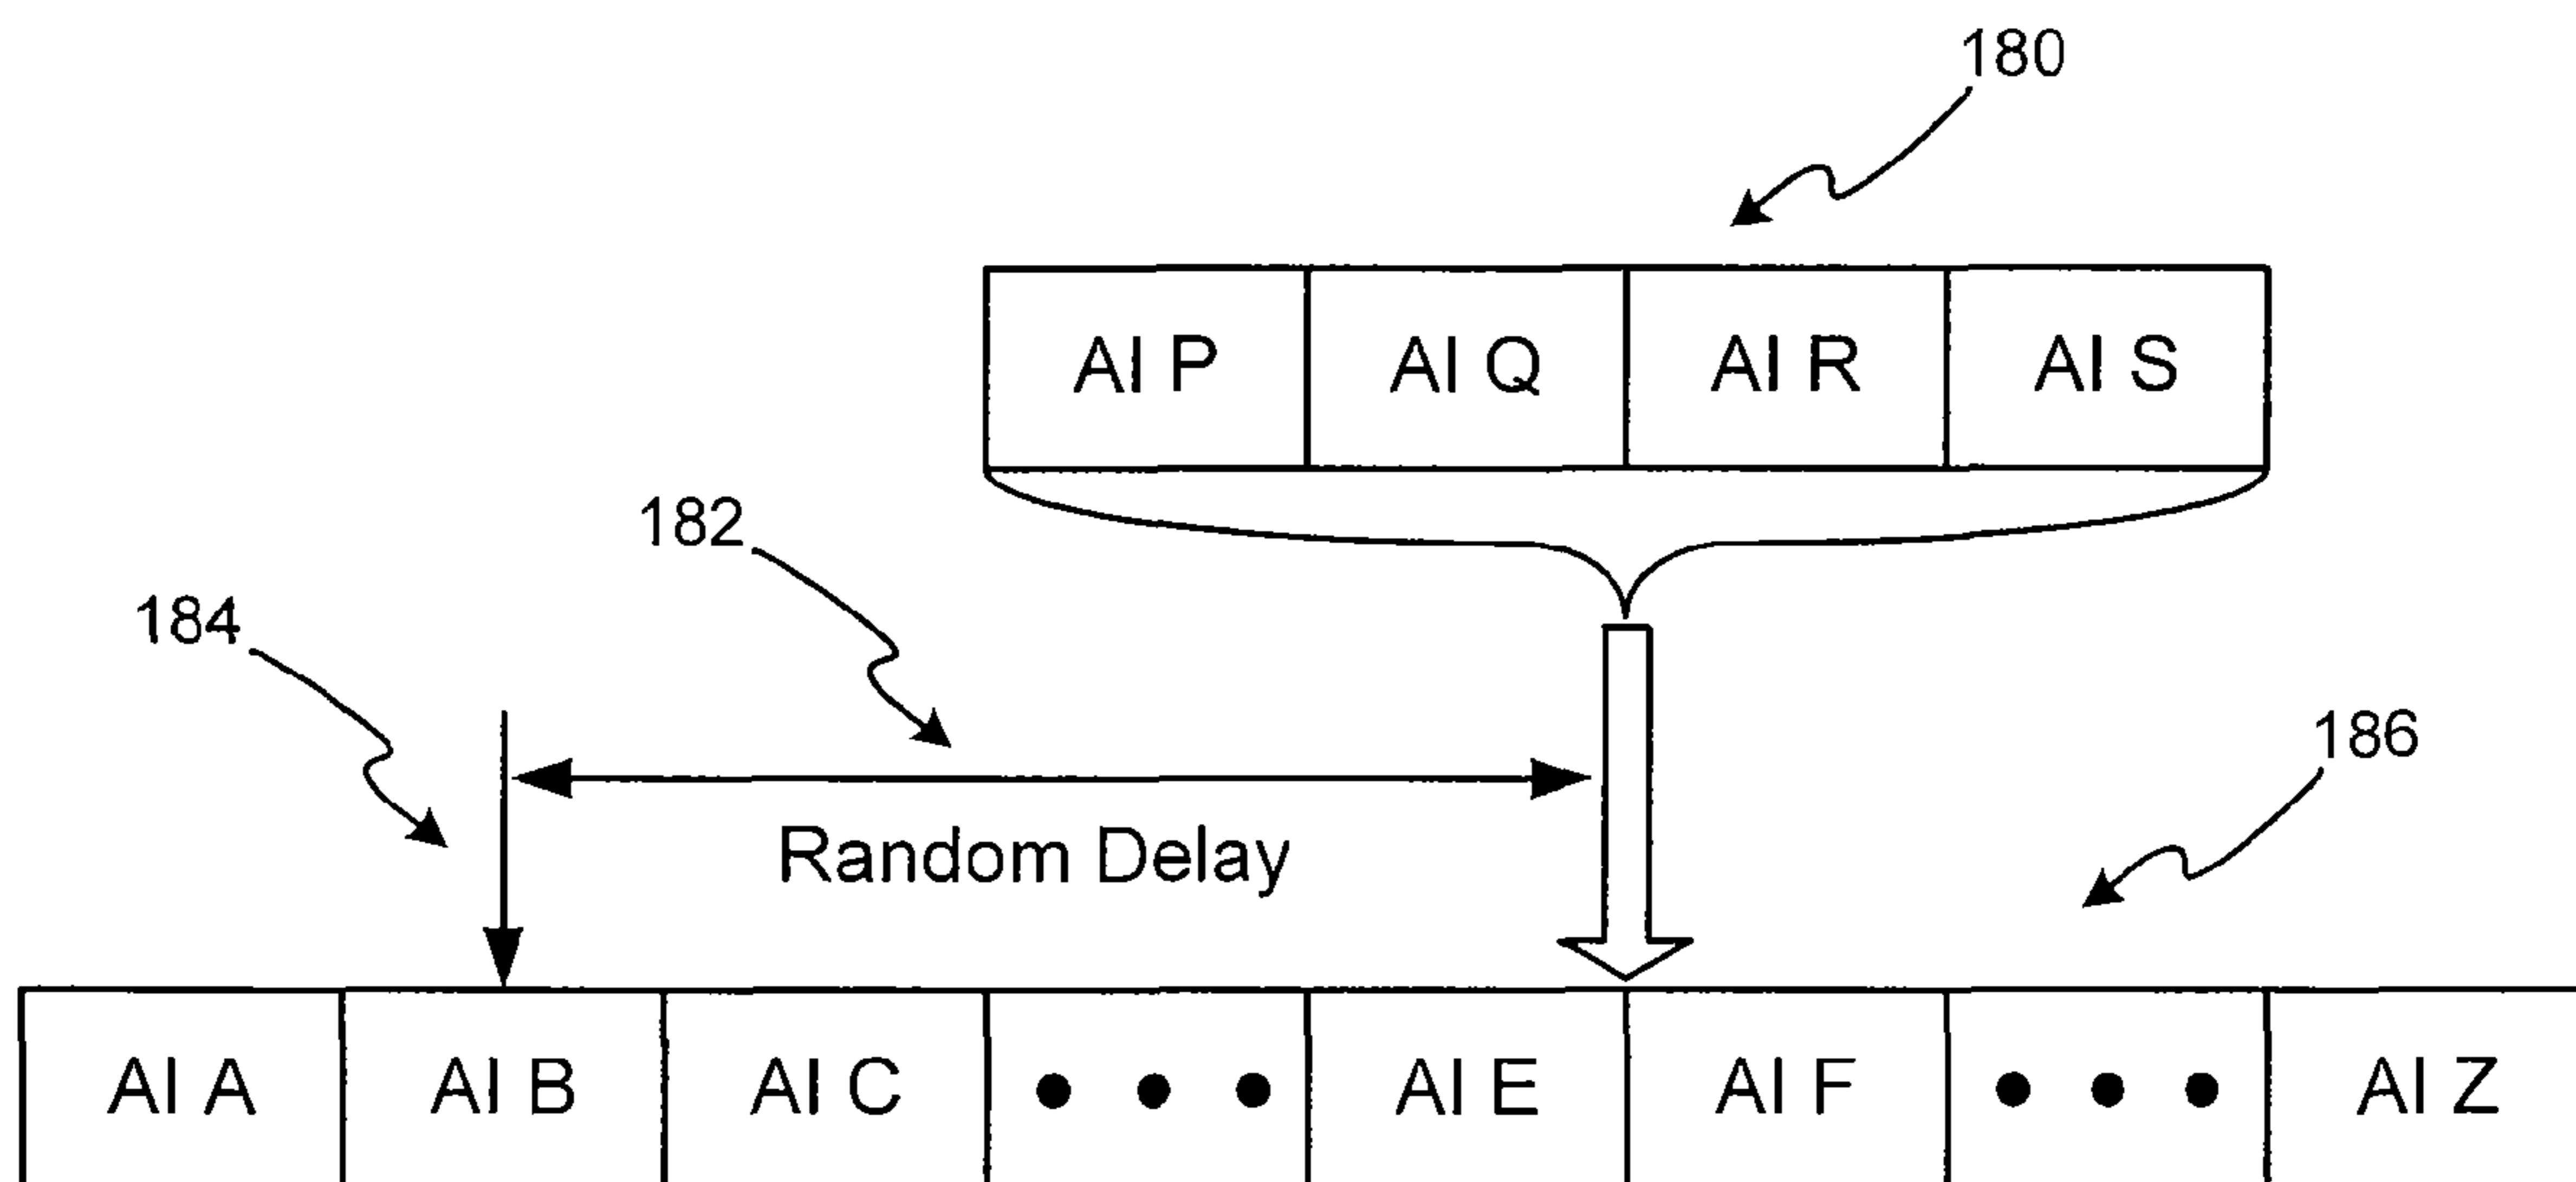 180
AI P AI Q AI R AI S
182
184
186
Random Delay
AI A AI B AI C • • • AI E AI F • • • AI Z